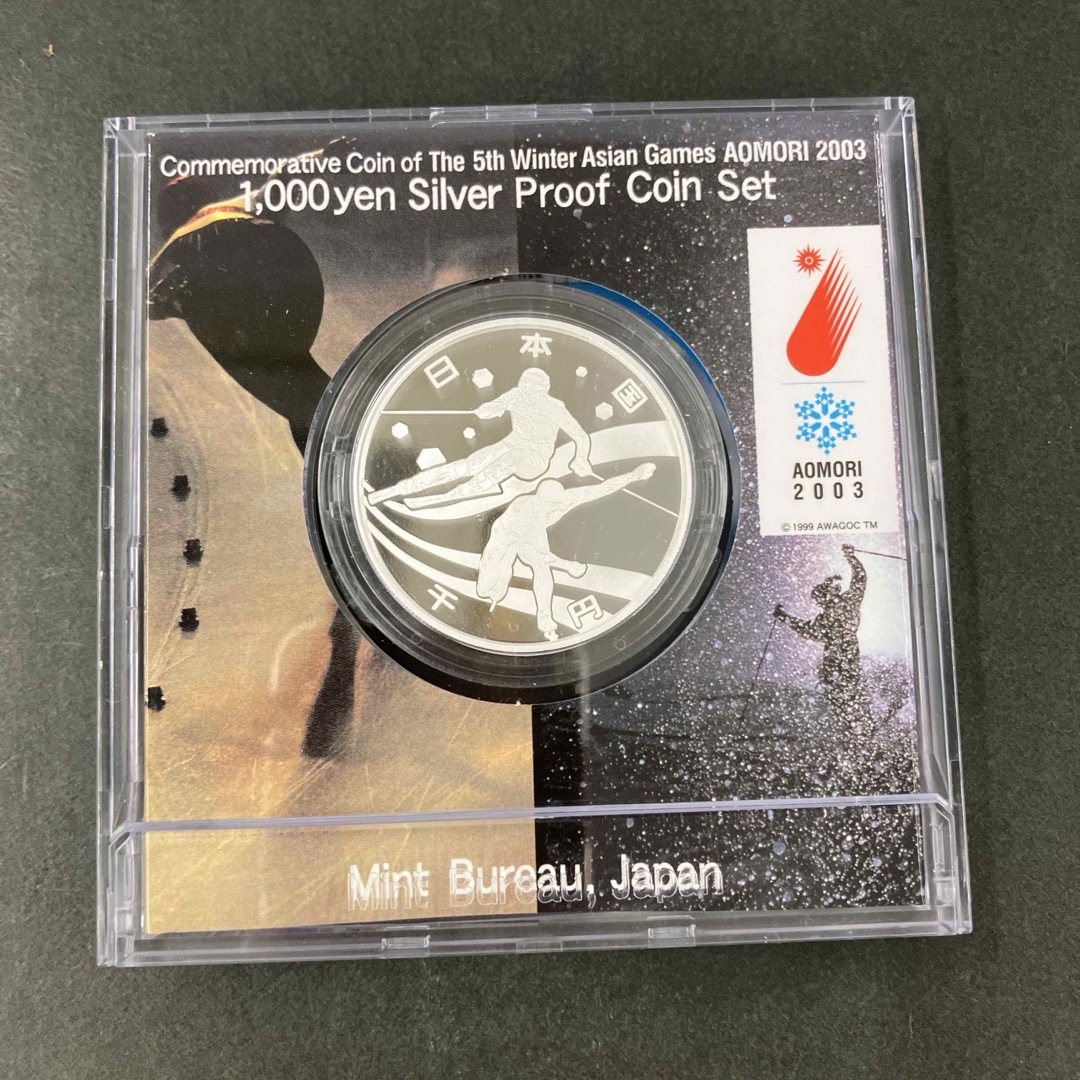 Commemorative Coin of The 5th Winter Asian Games AOMORI 2003
1,000 yen Silver Proof Coin Set
日本国
千円
AOMORI
2003
© 1999 AWAGOC TM
Mint Bureau, Japan